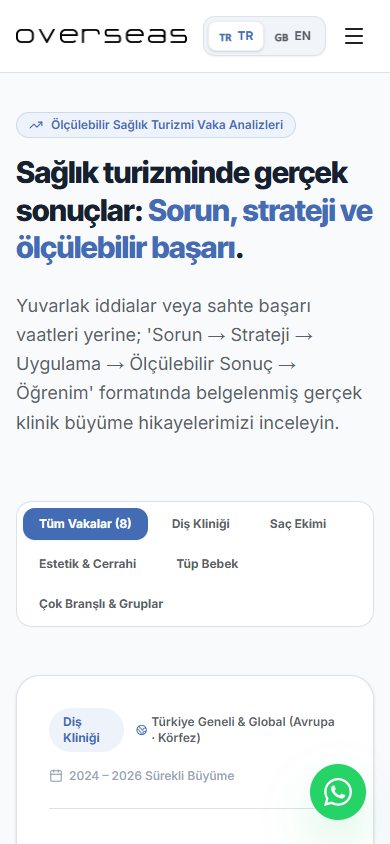 overseas
TR TR
GB EN
Ölçülebilir Sağlık Turizmi Vaka Analizleri
Sağlık turizminde gerçek
sonuçlar: Sorun, strateji ve
ölçülebilir başarı.
Yuvarlak iddialar veya sahte başarı
vaatleri yerine; 'Sorun → Strateji →
Uygulama → Ölçülebilir Sonuç →
Öğrenim' formatında belgelenmiş gerçek
klinik büyüme hikayelerimizi inceleyin.
Tüm Vakalar (8)
Diş Kliniği
Saç Ekimi
Estetik & Cerrahi
Tüp Bebek
Çok Branşlı & Gruplar
Diş
Kliniği
Türkiye Geneli & Global (Avrupa
· Körfez)
2024 – 2026 Sürekli Büyüme